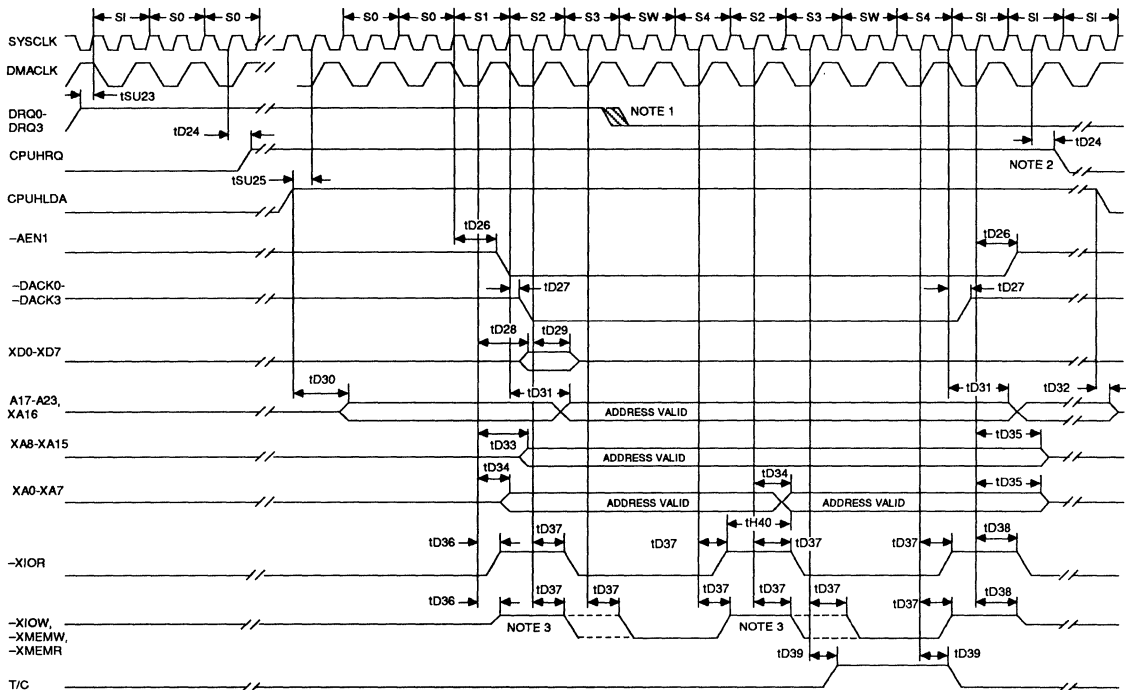 SI S0 S0 S0 S0 S1 S2 S3 SW S4 S2 S3 SW S4 SI SI SI
SYSCLK
DMACLK
tSU23
DRQ0-
DRQ3
NOTE 1
tD24 tD24
CPUHRQ
NOTE 2
tSU25
CPUHLDA
tD26 tD26
–AEN1
–DACK0-
–DACK3
tD27 tD27
tD28 tD29
XD0-XD7
tD30 tD31 tD31 tD32
A17-A23,
XA16
ADDRESS VALID
XA8-XA15
tD33 tD35
ADDRESS VALID
tD34 tD34 tD35
XA0-XA7
ADDRESS VALID ADDRESS VALID
tH40
tD36 tD37 tD37 tD37 tD37 tD38
–XIOR
tD36 tD37 tD37 tD37 tD37 tD37 tD37 tD38
–XIOW,
–XMEMW,
–XMEMR
NOTE 3 NOTE 3
tD39 tD39
T/C